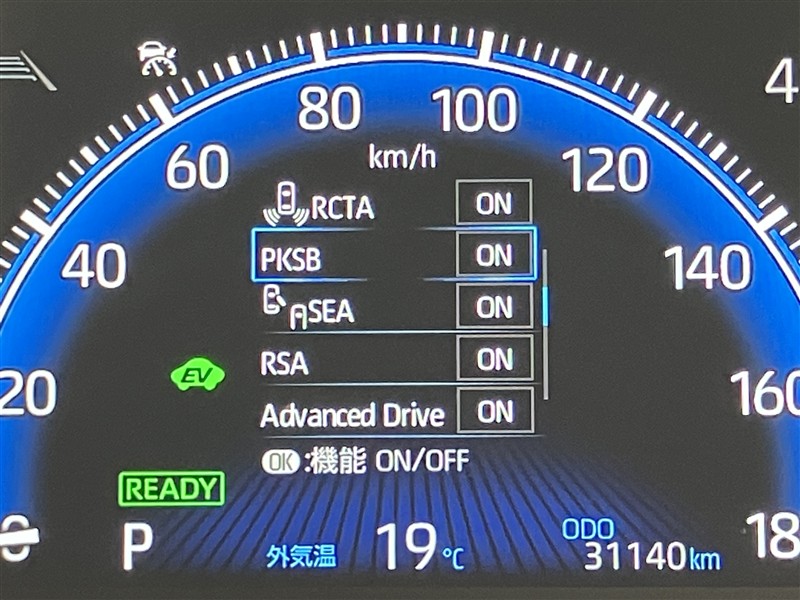 80 100
km/h
60 120
40 140
20 160
RCTA ON
PKSB ON
SEA ON
RSA ON
Advanced Drive ON
OK:機能 ON/OFF
EV
READY
P
外気温 19℃
ODO
31140km
0
18
4